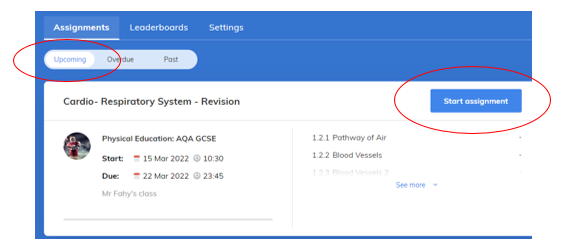 Assignments Leaderboards Settings
Upcoming Overdue Past
Cardio- Respiratory System - Revision
Start assignment
Physical Education: AQA GCSE
Start: 15 Mar 2022 10:30
Due: 22 Mar 2022 23:45
Mr Fahy's class
1.2.1 Pathway of Air
1.2.2 Blood Vessels
1.2.3 Blood Vessels 2
See more